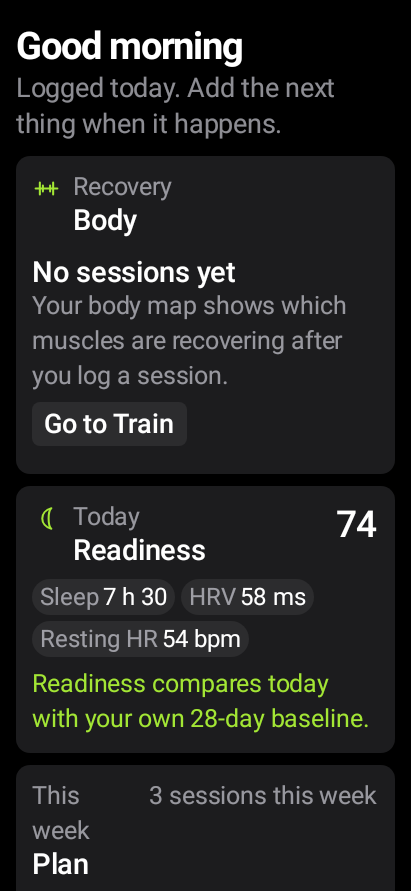 Good morning
Logged today. Add the next
thing when it happens.
Recovery
Body
No sessions yet
Your body map shows which
muscles are recovering after
you log a session.
Go to Train
Today
Readiness
74
Sleep 7 h 30
HRV 58 ms
Resting HR 54 bpm
Readiness compares today
with your own 28-day baseline.
This
week
3 sessions this week
Plan